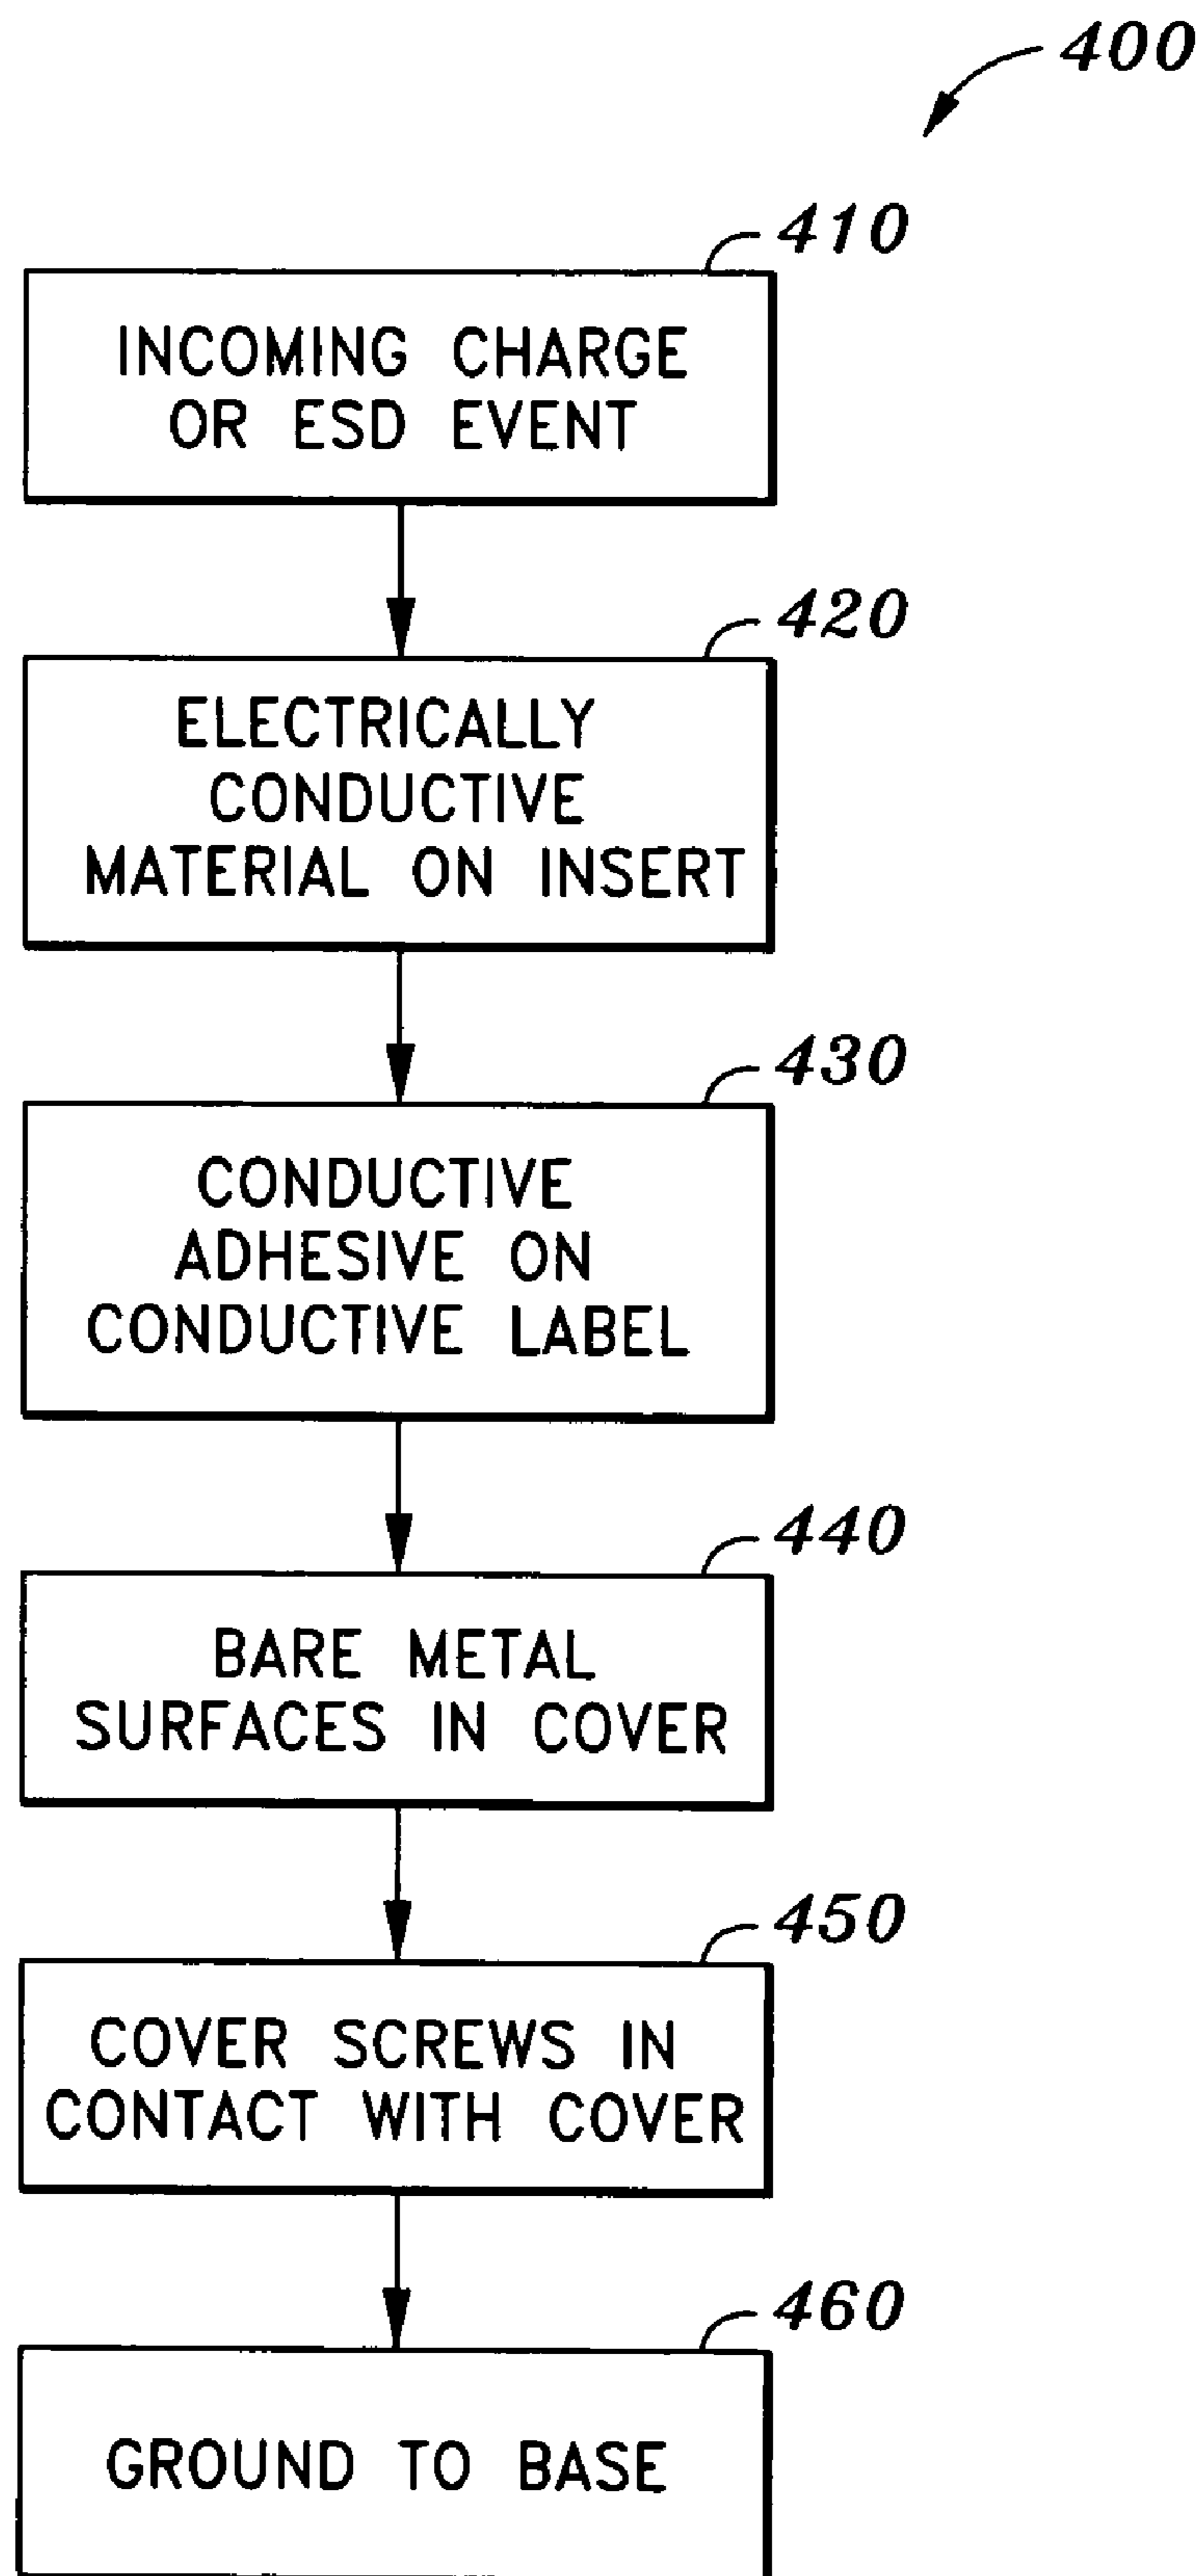 400
410
INCOMING CHARGE
OR ESD EVENT
420
ELECTRICALLY
CONDUCTIVE
MATERIAL ON INSERT
430
CONDUCTIVE
ADHESIVE ON
CONDUCTIVE LABEL
440
BARE METAL
SURFACES IN COVER
450
COVER SCREWS IN
CONTACT WITH COVER
460
GROUND TO BASE